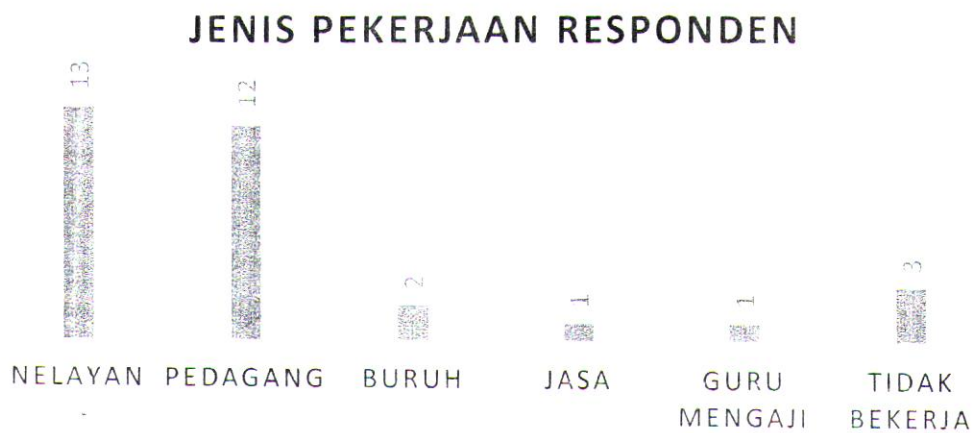 JENIS PEKERJAAN RESPONDEN
13
12
2
1
1
3
NELAYAN
PEDAGANG
BURUH
JASA
GURU
MENGAJI
TIDAK
BEKERJA